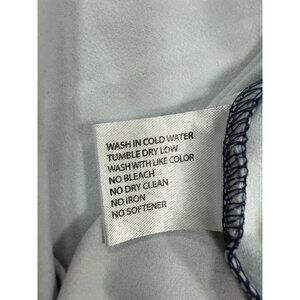 WASH IN COLD WATER
TUMBLE DRY LOW
WASH WITH LIKE COLOR
NO BLEACH
NO DRY CLEAN
NO IRON
NO SOFTENER